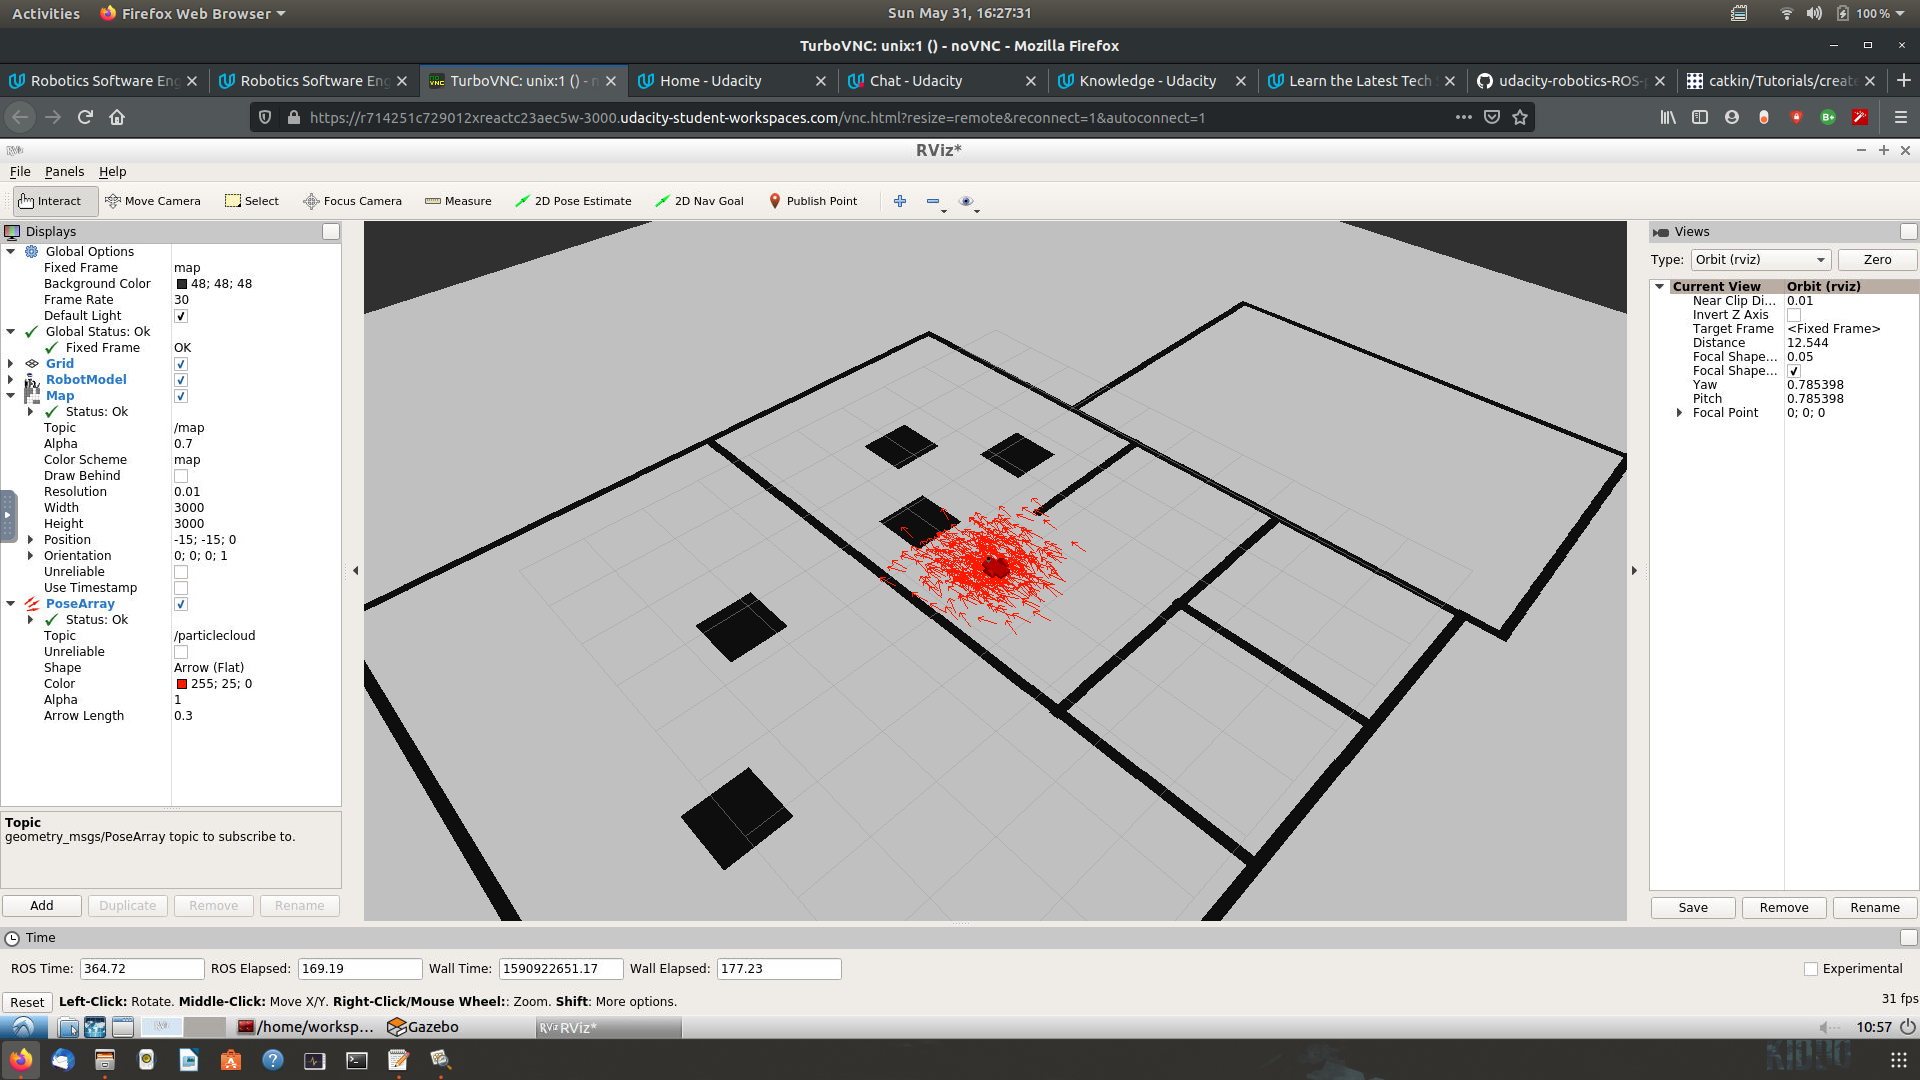 Activities Firefox Web Browser Sun May 31, 16:27:31 100 %
TurboVNC: unix:1 () - noVNC - Mozilla Firefox
Robotics Software Eng Robotics Software Eng TurboVNC: unix:1 () - n Home - Udacity Chat - Udacity Knowledge - Udacity Learn the Latest Tech udacity-robotics-ROS-p catkin/Tutorials/create
https://r714251c729012xreactc23aec5w-3000.udacity-student-workspaces.com/vnc.html?resize=remote&reconnect=1&autoconnect=1
RViz*
File Panels Help
Interact Move Camera Select Focus Camera Measure 2D Pose Estimate 2D Nav Goal Publish Point
Displays
Global Options
Fixed Frame map
Background Color 48; 48; 48
Frame Rate 30
Default Light
Global Status: Ok
Fixed Frame OK
Grid
RobotModel
Map
Status: Ok
Topic /map
Alpha 0.7
Color Scheme map
Draw Behind
Resolution 0.01
Width 3000
Height 3000
Position -15; -15; 0
Orientation 0; 0; 0; 1
Unreliable
Use Timestamp
PoseArray
Status: Ok
Topic /particlecloud
Unreliable
Shape Arrow (Flat)
Color 255; 25; 0
Alpha 1
Arrow Length 0.3
Topic
geometry_msgs/PoseArray topic to subscribe to.
Add Duplicate Remove Rename
Views
Type: Orbit (rviz) Zero
Current View Orbit (rviz)
Near Clip Di... 0.01
Invert Z Axis
Target Frame <Fixed Frame>
Distance 12.544
Focal Shape... 0.05
Focal Shape...
Yaw 0.785398
Pitch 0.785398
Focal Point 0; 0; 0
Save Remove Rename
Time
ROS Time: 364.72 ROS Elapsed: 169.19 Wall Time: 1590922651.17 Wall Elapsed: 177.23 Experimental
Reset Left-Click: Rotate. Middle-Click: Move X/Y. Right-Click/Mouse Wheel:: Zoom. Shift: More options. 31 fps
/home/worksp... Gazebo RViz* 10:57
KIDDO